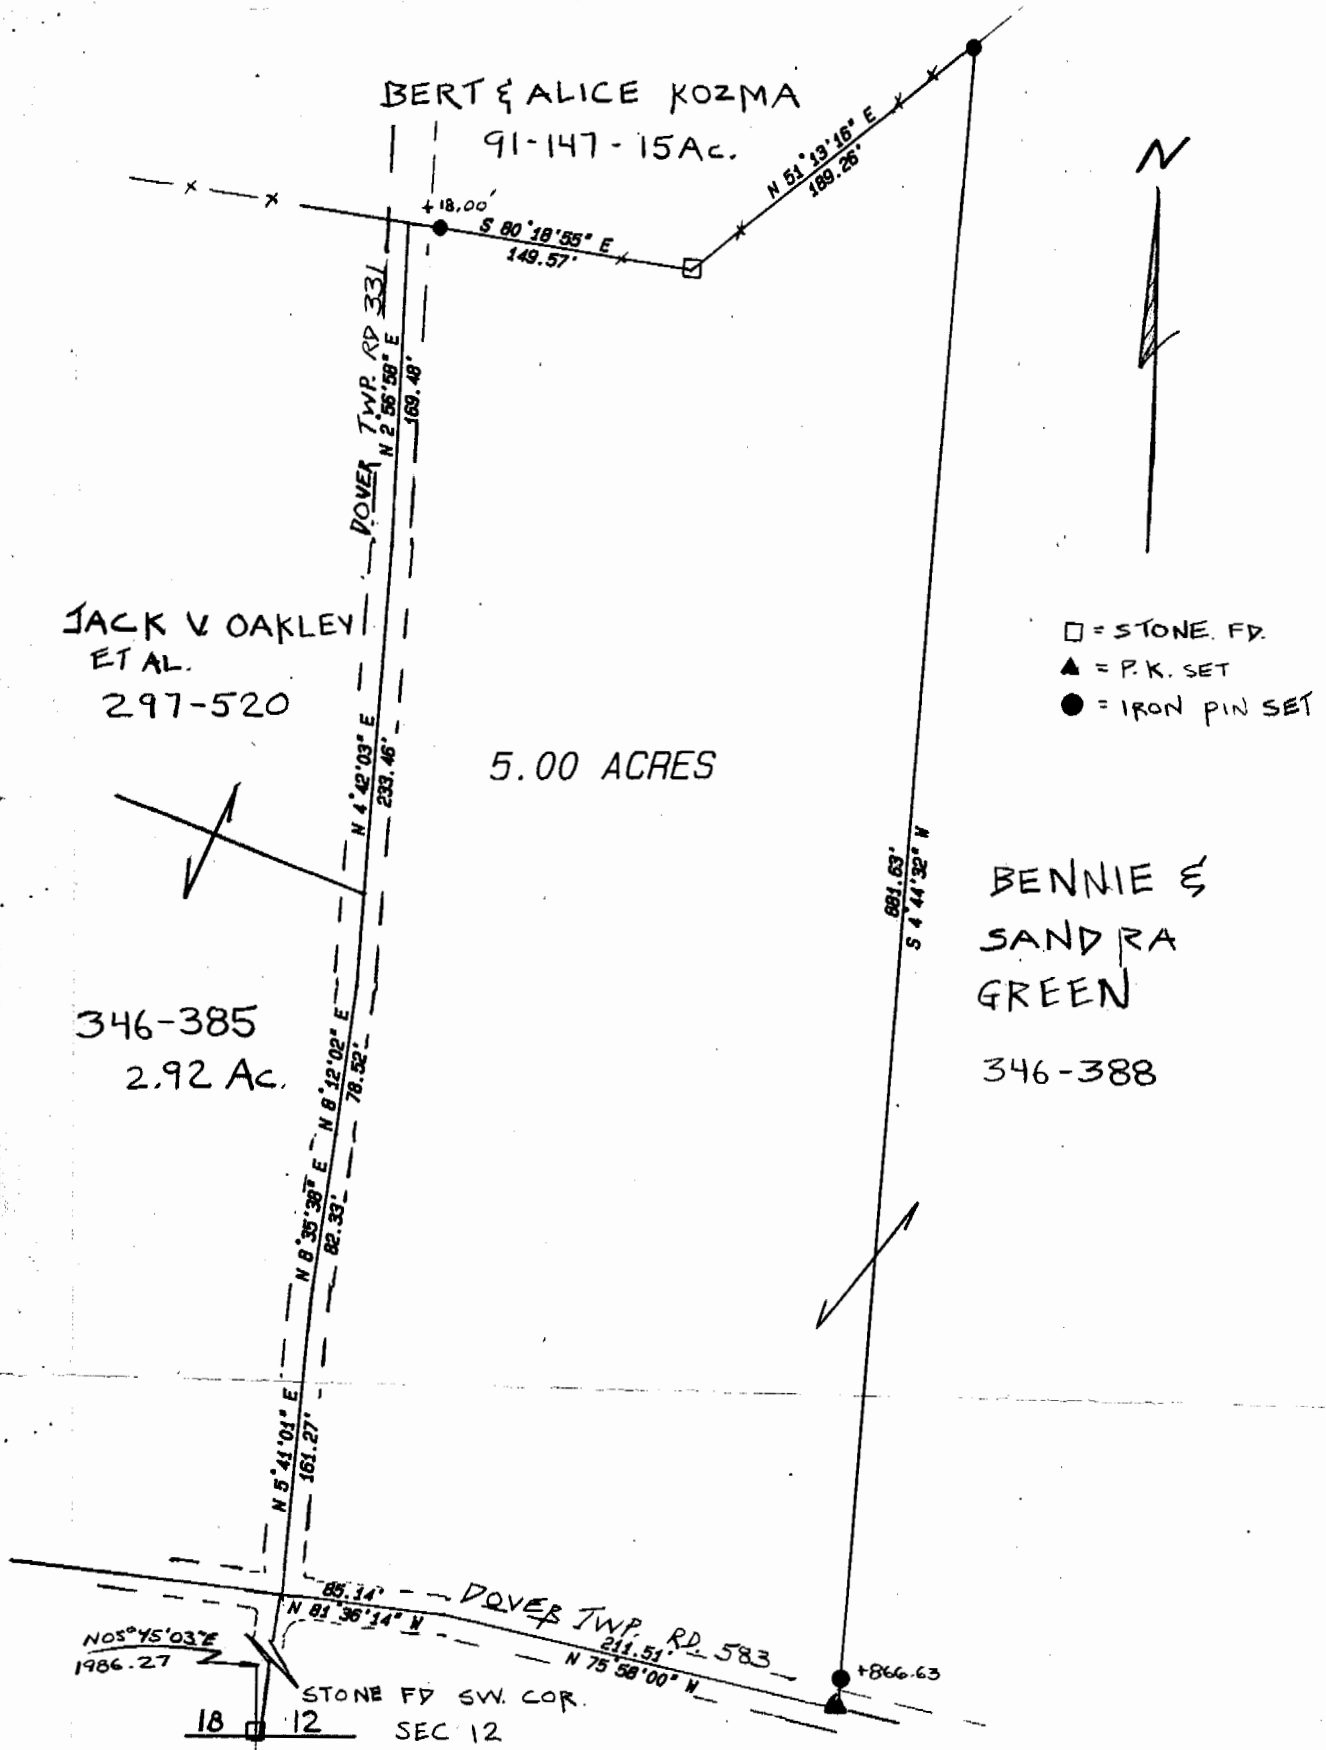 BERT & ALICE KOZMA
91-147-15Ac.
N
+18.00'
S 80°18'55" E
149.57'
N 51°13'16" E
189.26'
DOVER TWP. RD 331
N 2°56'58" E
169.48'
JACK V. OAKLEY
ET AL.
297-520
□ = STONE FD.
▲ = P.K. SET
● = IRON PIN SET
N 4°42'03" E
233.46'
5.00 ACRES
881.63'
S 4°44'32" W
BENNIE &
SANDRA
GREEN
346-388
346-385
2.92 Ac.
N 8°12'02" E
78.52'
N 8°35'38" E
82.33'
N 5°41'01" E
161.27'
85.14'
N 81°36'14" W
DOVER TWP. RD. 583
211.51'
N 75°58'00" W
+866.63
N05°45'03"E
1986.27
STONE FD SW. COR.
SEC 12
18 12